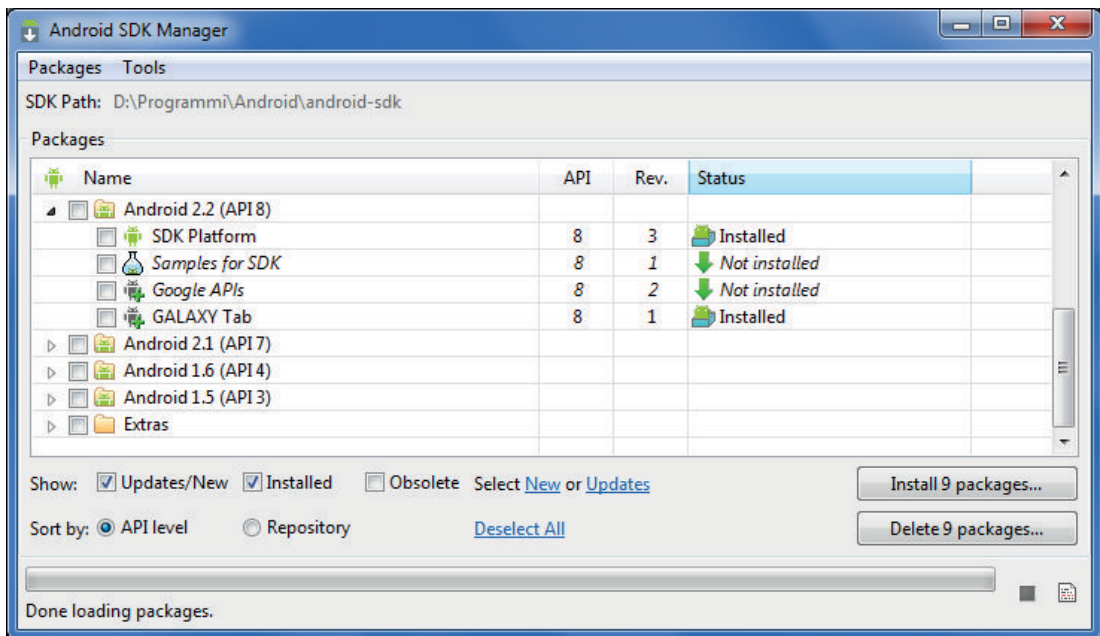 Android SDK Manager
Packages Tools
SDK Path: D:\Programmi\Android\android-sdk
Packages
Name API Rev. Status
Android 2.2 (API 8)
SDK Platform 8 3 Installed
Samples for SDK 8 1 Not installed
Google APIs 8 2 Not installed
GALAXY Tab 8 1 Installed
Android 2.1 (API 7)
Android 1.6 (API 4)
Android 1.5 (API 3)
Extras
Show: Updates/New Installed Obsolete Select New or Updates Install 9 packages...
Sort by: API level Repository Deselect All Delete 9 packages...
Done loading packages.